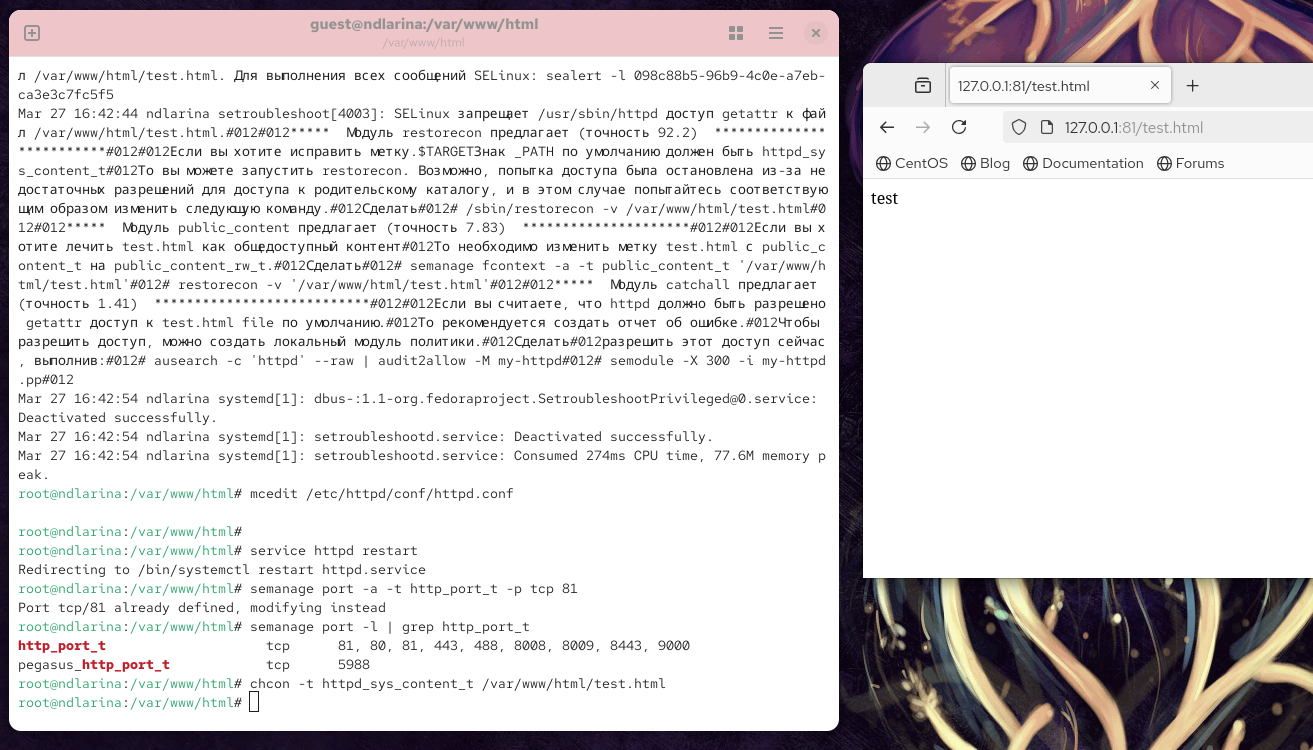 guest@ndlarina:/var/www/html
/var/www/html
л /var/www/html/test.html. Для выполнения всех сообщений SELinux: sealert -l 098c88b5-96b9-4c0e-a7eb-
ca3e3c7fc5f5
Mar 27 16:42:44 ndlarina setroubleshoot[4003]: SELinux запрещает /usr/sbin/httpd доступ getattr к фай
л /var/www/html/test.html.#012#012*****  Модуль restorecon предлагает (точность 92.2)  **************
***********************#012#012Если вы хотите исправить метку.$TARGETЗнак _PATH по умолчанию должен быть httpd_sy
s_content_t#012То вы можете запустить restorecon. Возможно, попытка доступа была остановлена из-за не
достаточных разрешений для доступа к родительскому каталогу, и в этом случае попытайтесь соответствую
щим образом изменить следующую команду.#012Сделать#012# /sbin/restorecon -v /var/www/html/test.html#0
12#012*****  Модуль public_content предлагает (точность 7.83)  *********************#012#012Если вы х
отите лечить test.html как общедоступный контент#012То необходимо изменить метку test.html с public_c
ontent_t на public_content_rw_t.#012Сделать#012# semanage fcontext -a -t public_content_t '/var/www/h
tml/test.html'#012# restorecon -v '/var/www/html/test.html'#012#012*****  Модуль catchall предлагает
(точность 1.41)  ***************************#012#012Если вы считаете, что httpd должно быть разрешено
getattr доступ к test.html file по умолчанию.#012То рекомендуется создать отчет об ошибке.#012Чтобы
разрешить доступ, можно создать локальный модуль политики.#012Сделать#012разрешить этот доступ сейчас
, выполнив:#012# ausearch -c 'httpd' --raw | audit2allow -M my-httpd#012# semodule -X 300 -i my-httpd
.pp#012
Mar 27 16:42:54 ndlarina systemd[1]: dbus-:1.1-org.fedoraproject.SetroubleshootPrivileged@0.service:
Deactivated successfully.
Mar 27 16:42:54 ndlarina systemd[1]: setroubleshootd.service: Deactivated successfully.
Mar 27 16:42:54 ndlarina systemd[1]: setroubleshootd.service: Consumed 274ms CPU time, 77.6M memory p
eak.
root@ndlarina:/var/www/html# mcedit /etc/httpd/conf/httpd.conf
root@ndlarina:/var/www/html#
root@ndlarina:/var/www/html# service httpd restart
Redirecting to /bin/systemctl restart httpd.service
root@ndlarina:/var/www/html# semanage port -a -t http_port_t -p tcp 81
Port tcp/81 already defined, modifying instead
root@ndlarina:/var/www/html# semanage port -l | grep http_port_t
http_port_t                    tcp      81, 80, 81, 443, 488, 8008, 8009, 8443, 9000
pegasus_http_port_t            tcp      5988
root@ndlarina:/var/www/html# chcon -t httpd_sys_content_t /var/www/html/test.html
root@ndlarina:/var/www/html#
127.0.0.1:81/test.html
127.0.0.1:81/test.html
CentOS Blog Documentation Forums
test